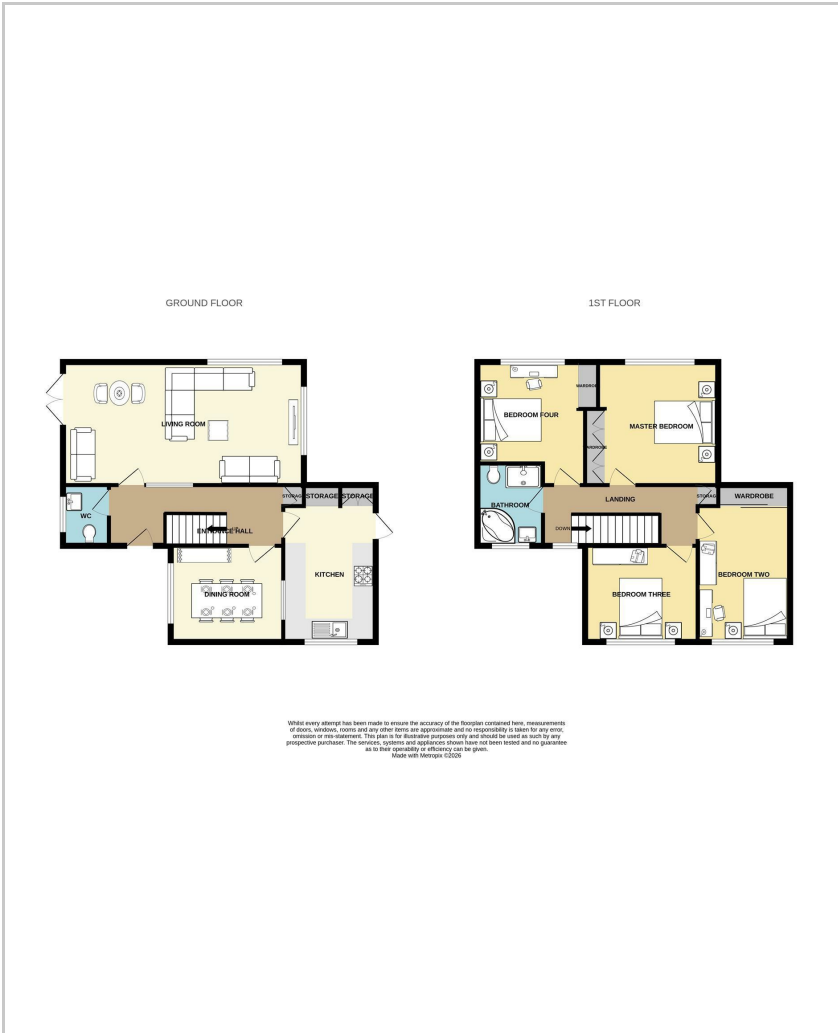 GROUND FLOOR
1ST FLOOR
LIVING ROOM
WC
STORAGE
STORAGE
STORAGE
ENTRANCE HALL
KITCHEN
DINING ROOM
WARDROBE
BEDROOM FOUR
MASTER BEDROOM
WARDROBE
BATHROOM
LANDING
STORAGE
WARDROBE
DOWN
BEDROOM TWO
BEDROOM THREE
Whilst every attempt has been made to ensure the accuracy of the floorplan contained here, measurements
of doors, windows, rooms and any other items are approximate and no responsibility is taken for any error,
omission or mis-statement. This plan is for illustrative purposes only and should be used as such by any
prospective purchaser. The services, systems and appliances shown have not been tested and no guarantee
as to their operability or efficiency can be given.
Made with Metropix ©2026